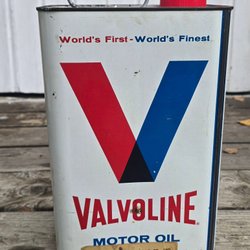 World's First - World's Finest
VALVOLINE
MOTOR OIL